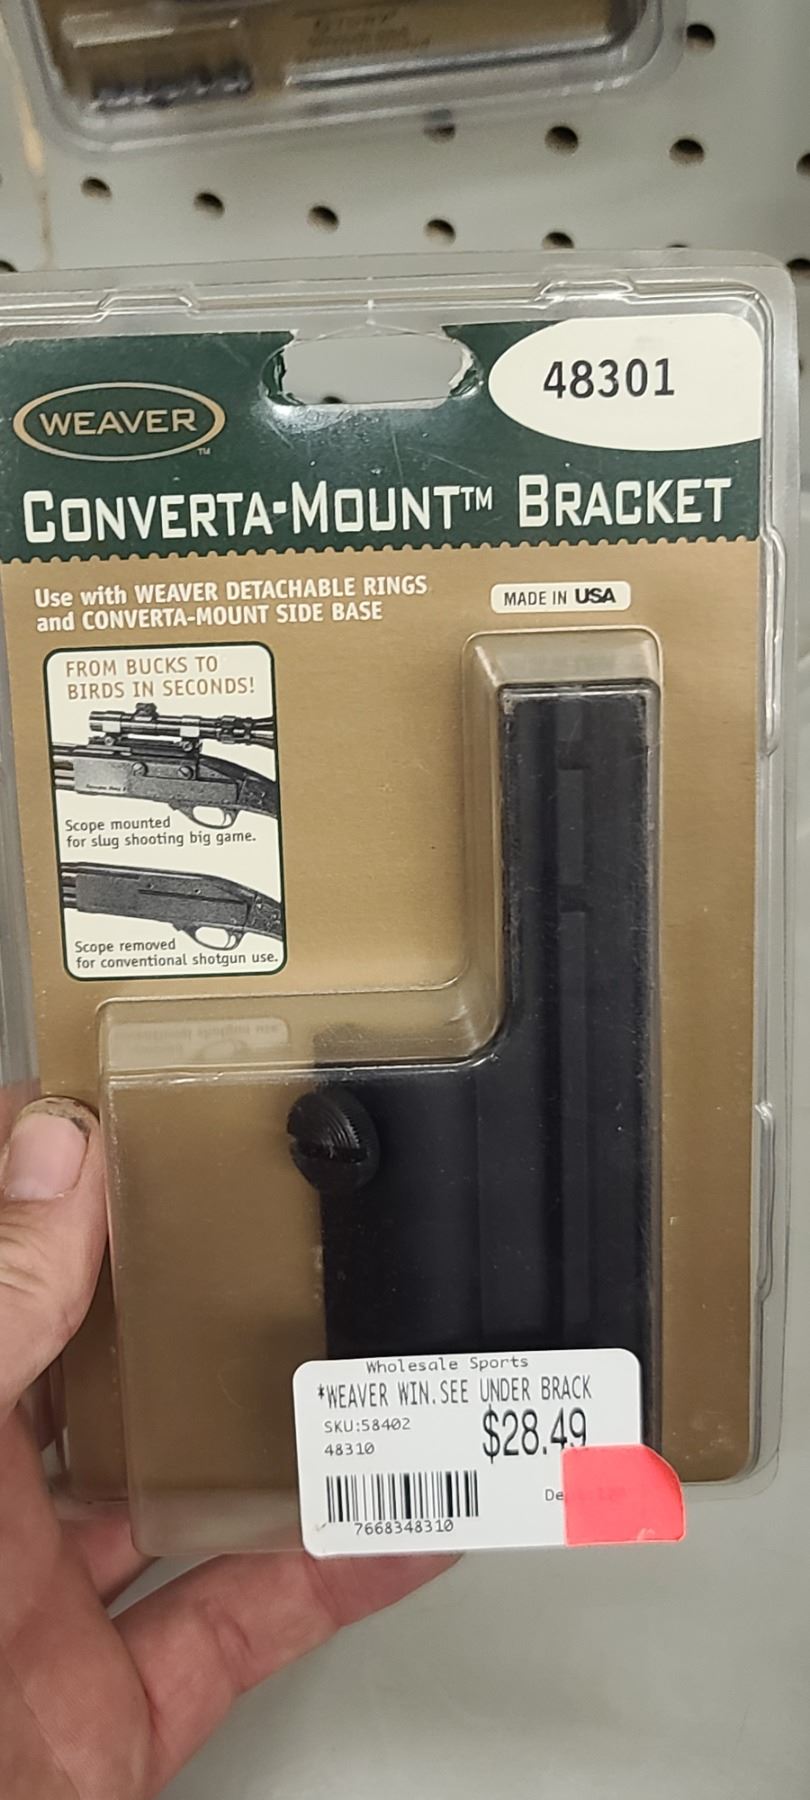 WEAVER
TM
48301
CONVERTA-MOUNT™ BRACKET
Use with WEAVER DETACHABLE RINGS
and CONVERTA-MOUNT SIDE BASE
MADE IN USA
FROM BUCKS TO
BIRDS IN SECONDS!
Scope mounted
for slug shooting big game.
Scope removed
for conventional shotgun use.
Wholesale Sports
*WEAVER WIN.SEE UNDER BRACK
SKU:58402
$28.49
48310
7668348310